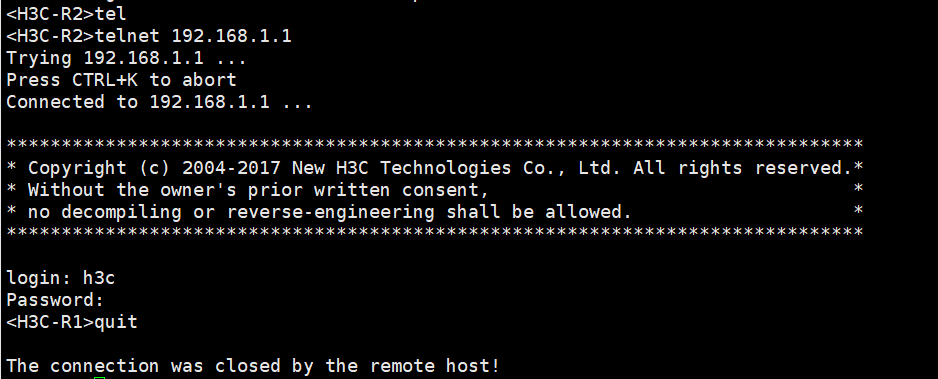 <H3C-R2>tel
<H3C-R2>telnet 192.168.1.1
Trying 192.168.1.1 ...
Press CTRL+K to abort
Connected to 192.168.1.1 ...
******************************************************************************
* Copyright (c) 2004-2017 New H3C Technologies Co., Ltd. All rights reserved.*
* Without the owner's prior written consent,                                 *
* no decompiling or reverse-engineering shall be allowed.                    *
******************************************************************************
login: h3c
Password:
<H3C-R1>quit
The connection was closed by the remote host!